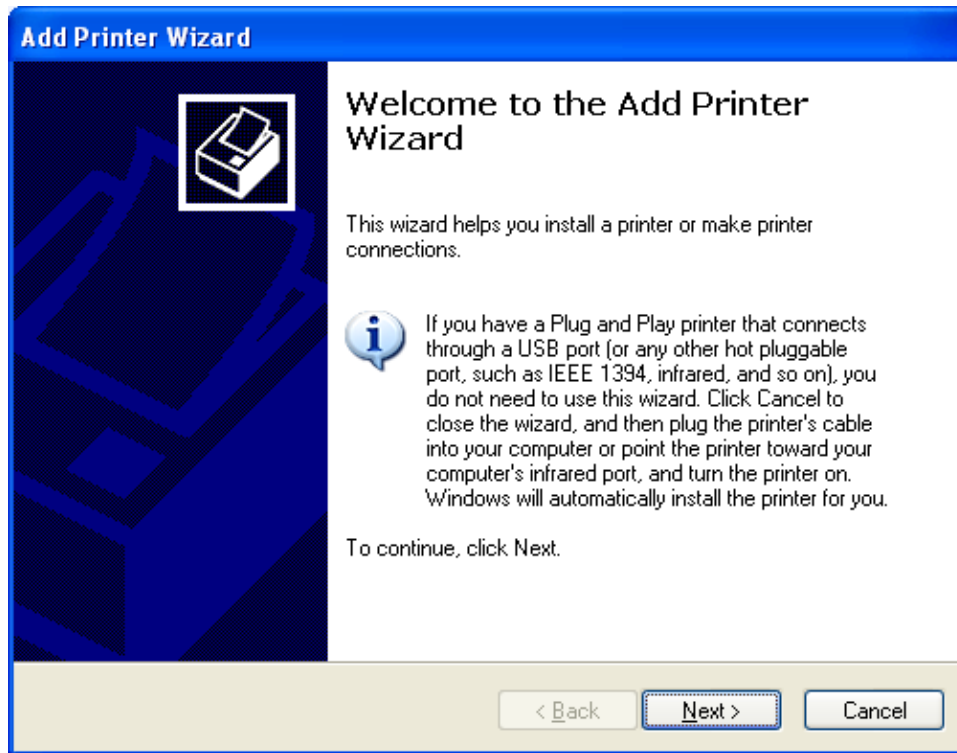 Add Printer Wizard
Welcome to the Add Printer
Wizard
This wizard helps you install a printer or make printer
connections.
If you have a Plug and Play printer that connects
through a USB port (or any other hot pluggable
port, such as IEEE 1394, infrared, and so on), you
do not need to use this wizard. Click Cancel to
close the wizard, and then plug the printer's cable
into your computer or point the printer toward your
computer's infrared port, and turn the printer on.
Windows will automatically install the printer for you.
To continue, click Next.
< Back
Next >
Cancel